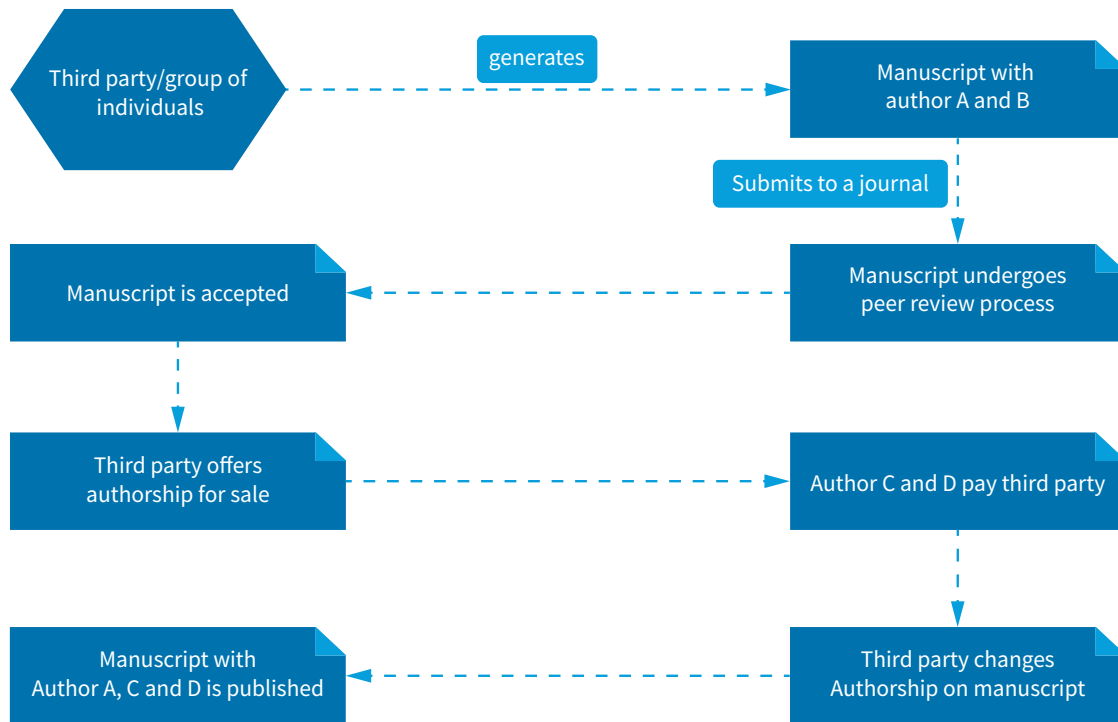 Third party/group of
individuals
generates
Manuscript with
author A and B
Submits to a journal
Manuscript undergoes
peer review process
Manuscript is accepted
Third party offers
authorship for sale
Author C and D pay third party
Third party changes
Authorship on manuscript
Manuscript with
Author A, C and D is published